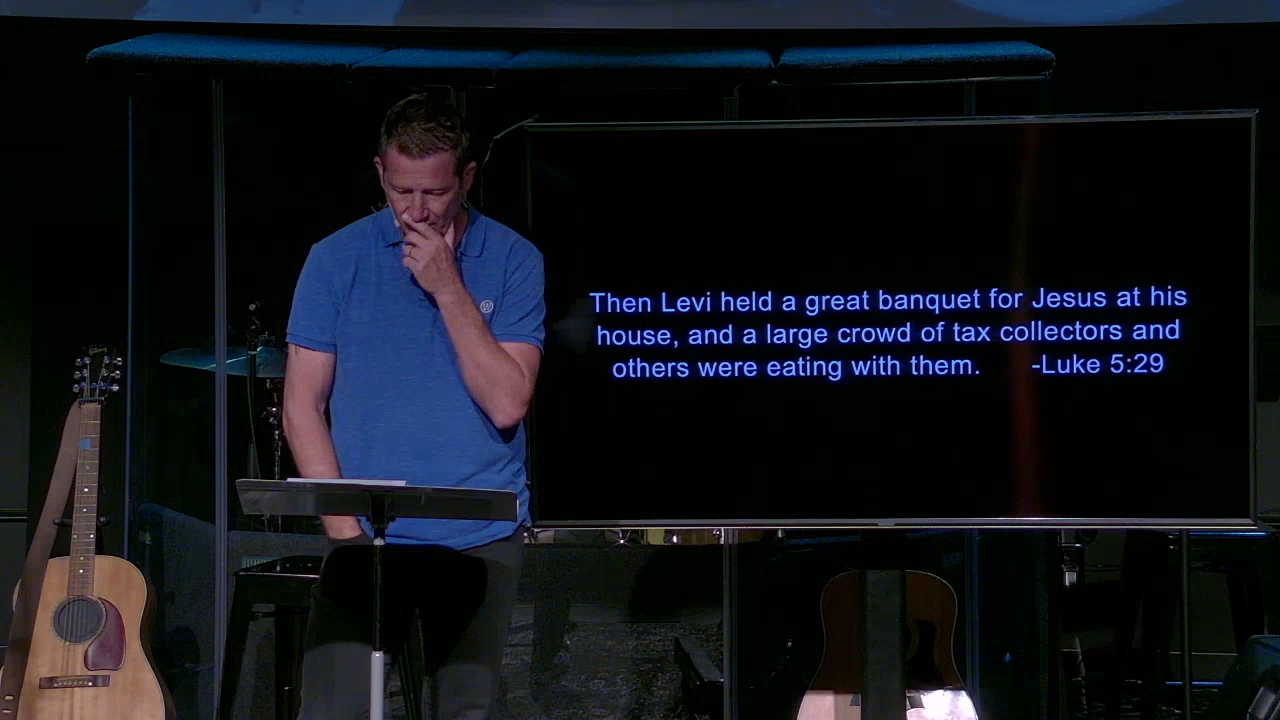 Then Levi held a great banquet for Jesus at his
house, and a large crowd of tax collectors and
others were eating with them. -Luke 5:29